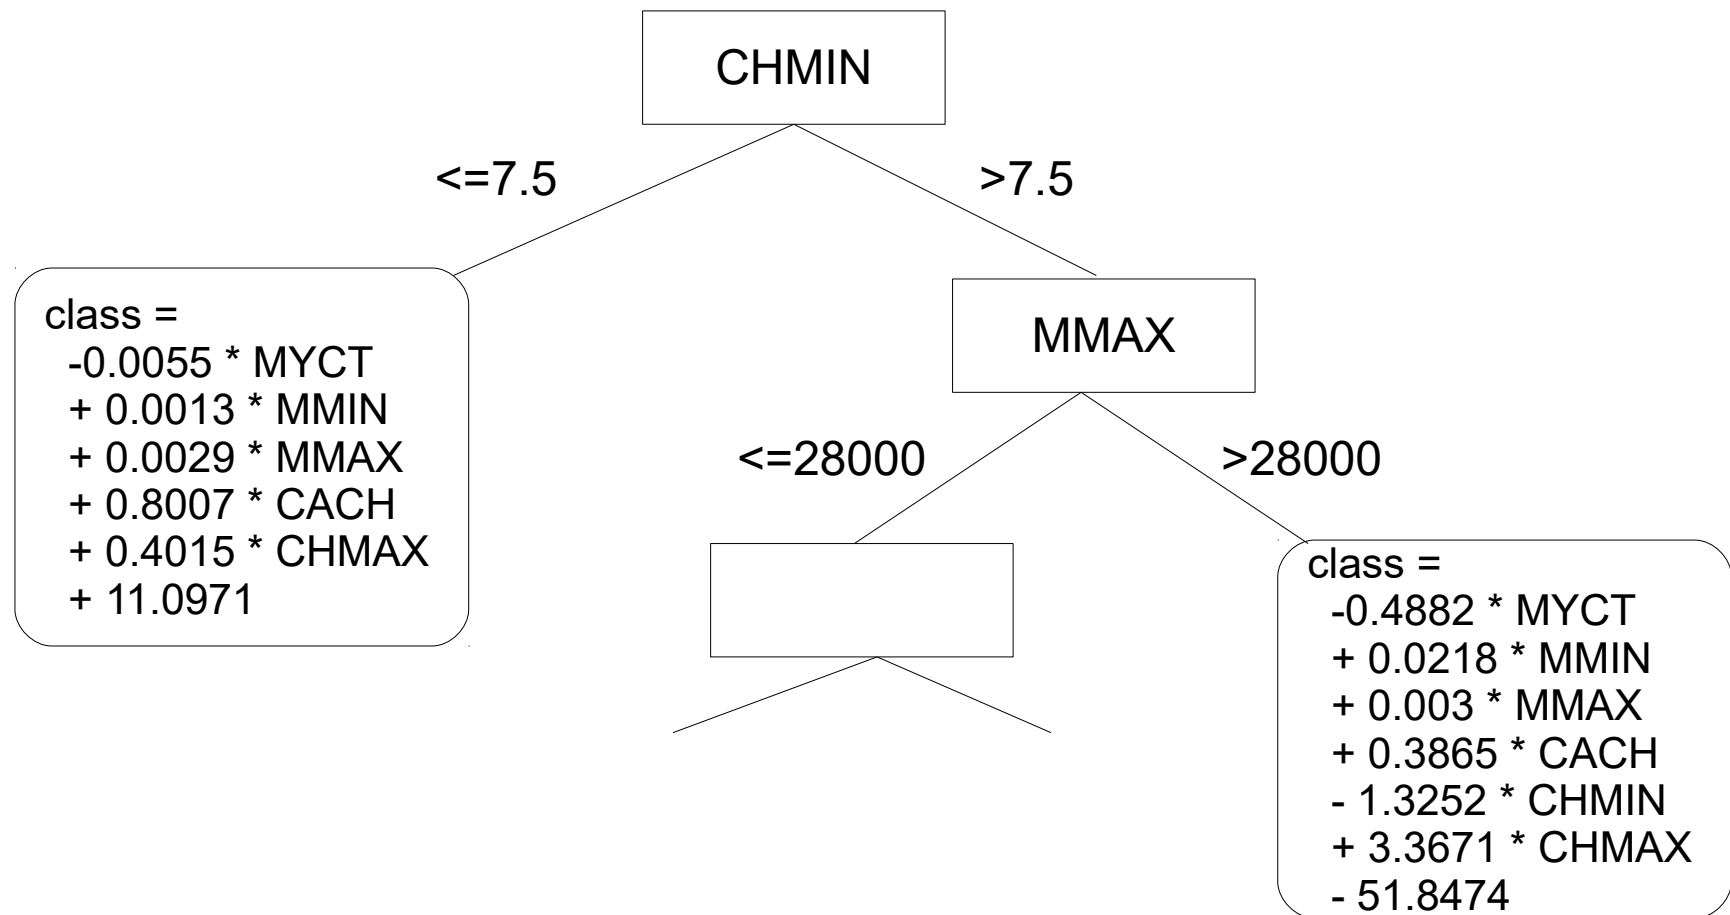 CHMIN
<=7.5
>7.5
class =
-0.0055 * MYCT
+ 0.0013 * MMIN
+ 0.0029 * MMAX
+ 0.8007 * CACH
+ 0.4015 * CHMAX
+ 11.0971
MMAX
<=28000
>28000
class =
-0.4882 * MYCT
+ 0.0218 * MMIN
+ 0.003 * MMAX
+ 0.3865 * CACH
- 1.3252 * CHMIN
+ 3.3671 * CHMAX
- 51.8474